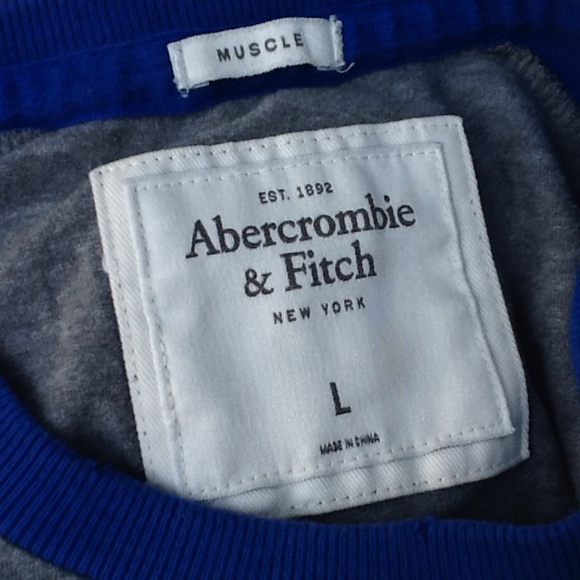 MUSCLE
EST. 1892
Abercrombie
& Fitch
NEW YORK
L
MADE IN CHINA